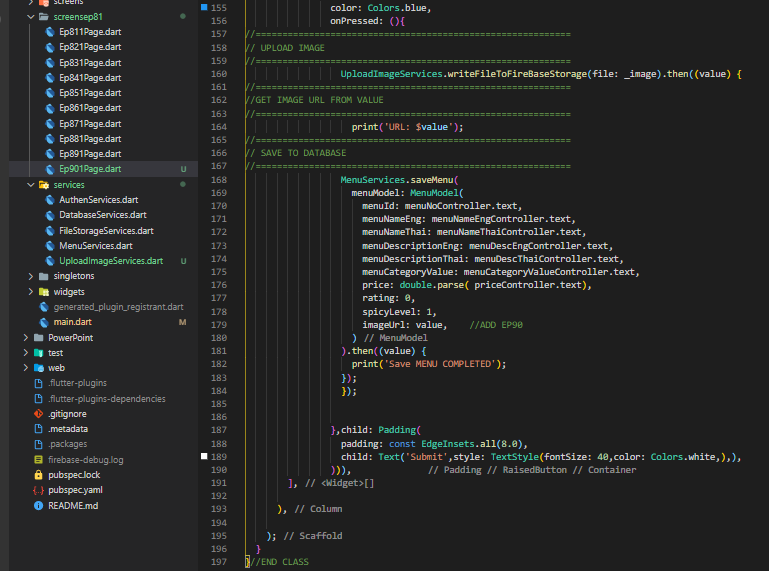 screens
screensep81
Ep811Page.dart
Ep821Page.dart
Ep831Page.dart
Ep841Page.dart
Ep851Page.dart
Ep861Page.dart
Ep871Page.dart
Ep881Page.dart
Ep891Page.dart
Ep901Page.dart U
services
AuthenServices.dart
DatabaseServices.dart
FileStorageServices.dart
MenuServices.dart
UploadImageServices.dart U
singletons
widgets
generated_plugin_registrant.dart
main.dart M
PowerPoint
test
web
.flutter-plugins
.flutter-plugins-dependencies
.gitignore
.metadata
.packages
firebase-debug.log
pubspec.lock
pubspec.yaml
README.md
155 color: Colors.blue,
156 onPressed: (){
157 //============================================================
158 // UPLOAD IMAGE
159 //============================================================
160 UploadImageServices.writeFileToFireBaseStorage(file: _image).then((value) {
161 //============================================================
162 //GET IMAGE URL FROM VALUE
163 //============================================================
164 print('URL: $value');
165 //============================================================
166 // SAVE TO DATABASE
167 //============================================================
168 MenuServices.saveMenu(
169 menuModel: MenuModel(
170 menuId: menuNoController.text,
171 menuNameEng: menuNameEngController.text,
172 menuNameThai: menuNameThaiController.text,
173 menuDescriptionEng: menuDescEngController.text,
174 menuDescriptionThai: menuDescThaiController.text,
175 menuCategoryValue: menuCategoryValueController.text,
176 price: double.parse( priceController.text),
177 rating: 0,
178 spicyLevel: 1,
179 imageUrl: value, //ADD EP90
180 ) // MenuModel
181 ).then((value) {
182 print('Save MENU COMPLETED');
183 });
184 });
185
186
187 },child: Padding(
188 padding: const EdgeInsets.all(8.0),
189 child: Text('Submit',style: TextStyle(fontSize: 40,color: Colors.white,),),
190 ))), // Padding // RaisedButton // Container
191 ], // <Widget>[]
192
193 ), // Column
194
195 ); // Scaffold
196 }
197 }//END CLASS